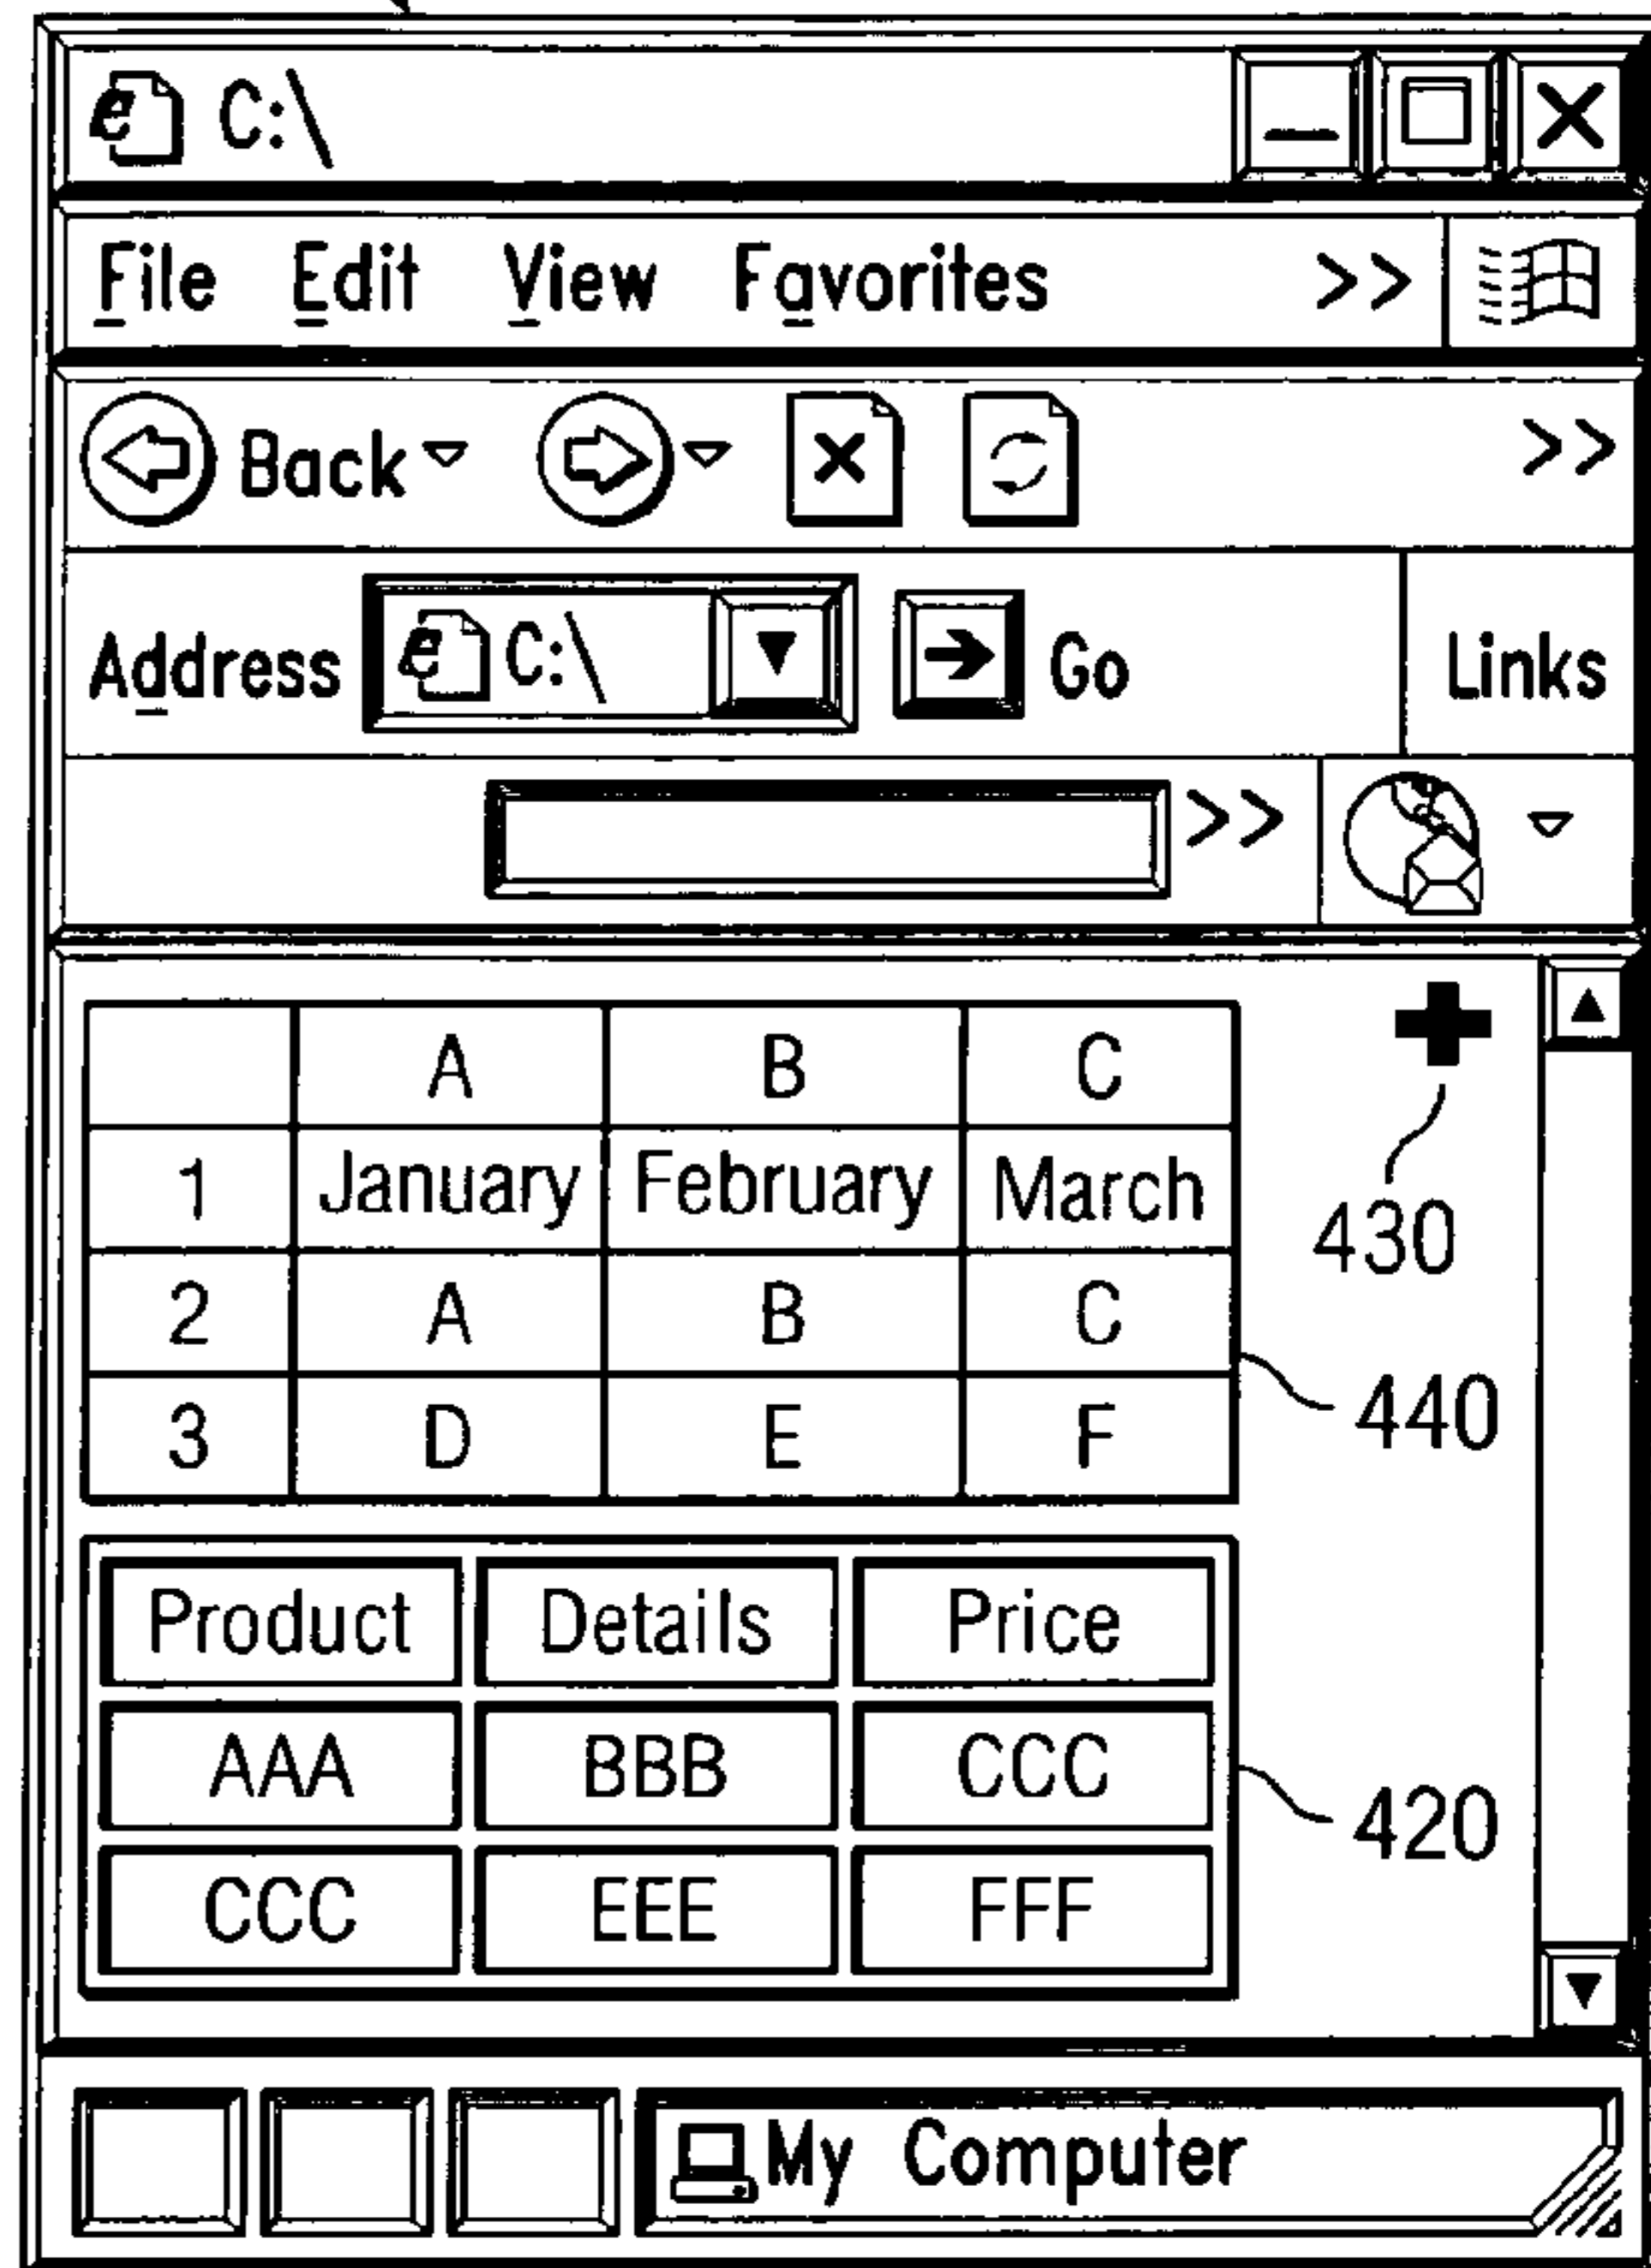 C:\
File Edit View Favorites >>
Back >>
Address C:\ Go Links
>>
A B C
1 January February March
430
2 A B C
440
3 D E F
Product Details Price
AAA BBB CCC
420
CCC EEE FFF
My Computer